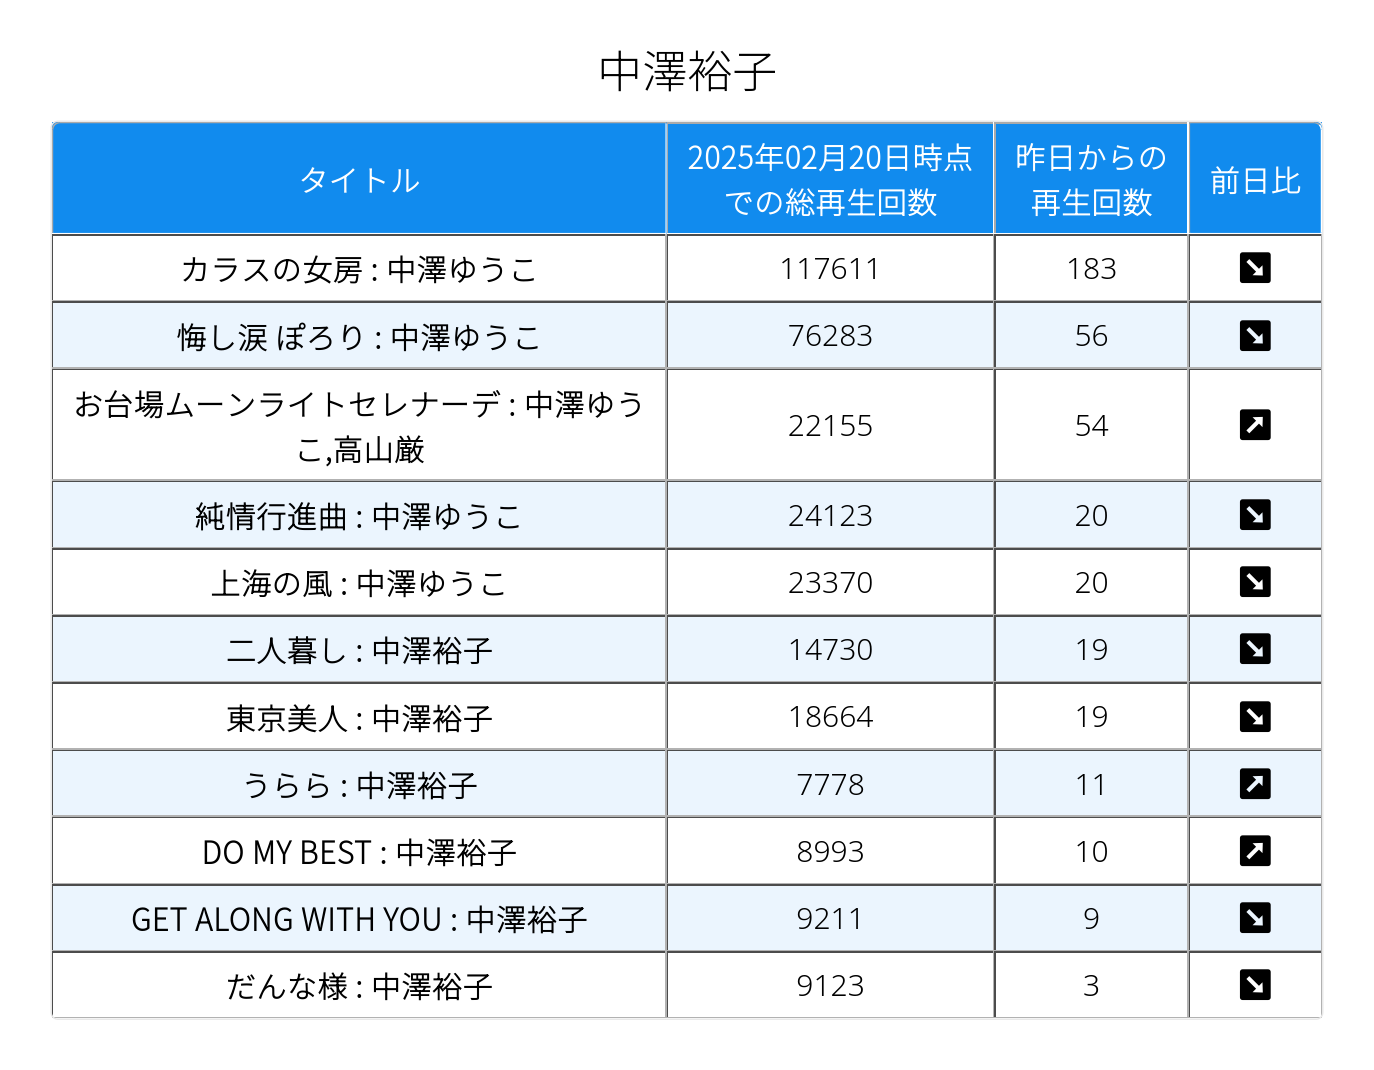 中澤裕子
タイトル
2025年02月20日時点
での総再生回数
昨日からの
再生回数
前日比
カラスの女房 : 中澤ゆうこ 117611 183
悔し涙 ぽろり : 中澤ゆうこ 76283 56
お台場ムーンライトセレナーデ : 中澤ゆう
こ,高山厳 22155 54
純情行進曲 : 中澤ゆうこ 24123 20
上海の風 : 中澤ゆうこ 23370 20
二人暮し : 中澤裕子 14730 19
東京美人 : 中澤裕子 18664 19
うらら : 中澤裕子 7778 11
DO MY BEST : 中澤裕子 8993 10
GET ALONG WITH YOU : 中澤裕子 9211 9
だんな様 : 中澤裕子 9123 3